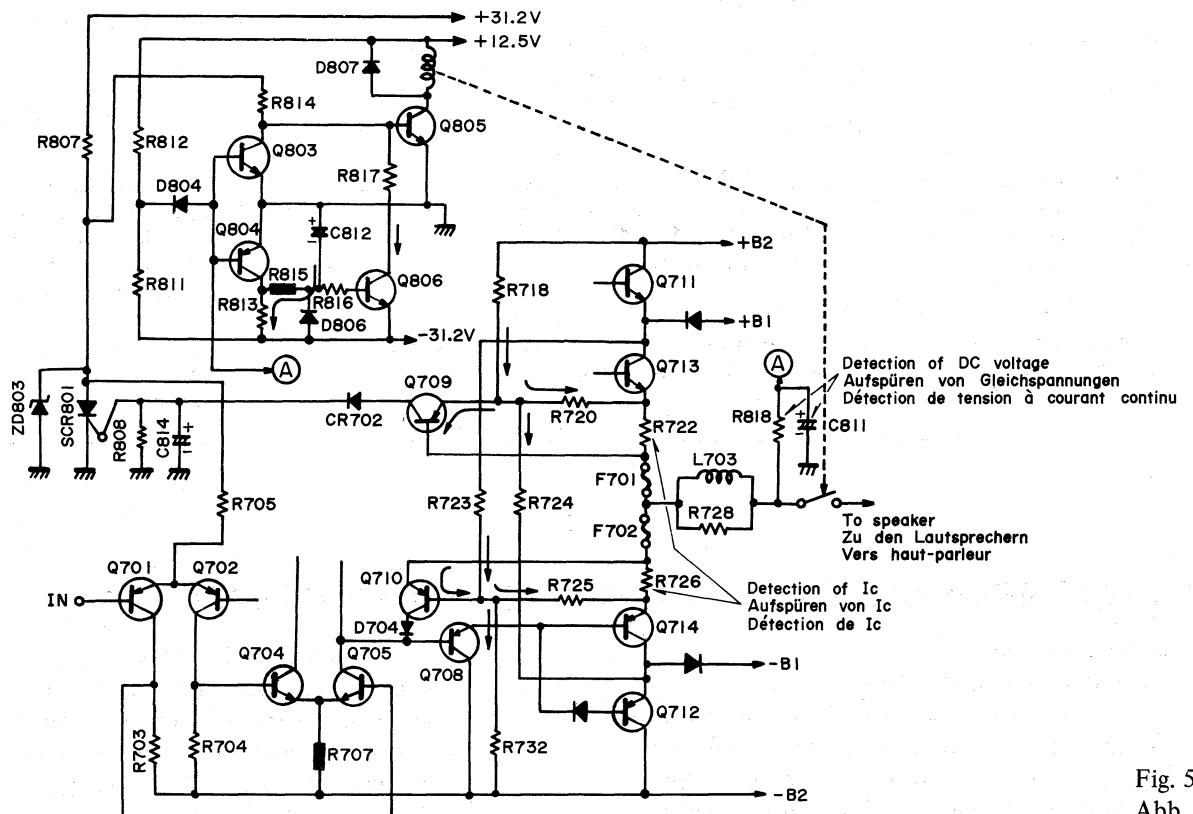 +31.2V
+12.5V
D807
R814
Q805
R807
R812
Q803
R817
D804
Q804
C812
+
−
R815
Q806
R811
R813
R816
D806
-31.2V
A
+B2
R718
Q711
+B1
Q713
A
Detection of DC voltage
Aufspüren von Gleichspannungen
Détection de tension à courant continu
ZD803
SCR801
R808
C814
+
−
CR702
Q709
R720
R722
R818
C811
+
−
L703
F701
R705
R723
R724
R728
F702
To speaker
Zu den Lautsprechern
Vers haut-parleur
Q701
Q702
Q710
R725
R726
IN
Detection of Ic
Aufspüren von Ic
Détection de Ic
D704
Q714
Q704
Q705
Q708
-B1
Q712
R703
R704
R707
R732
-B2
Fig. 5
Abb.